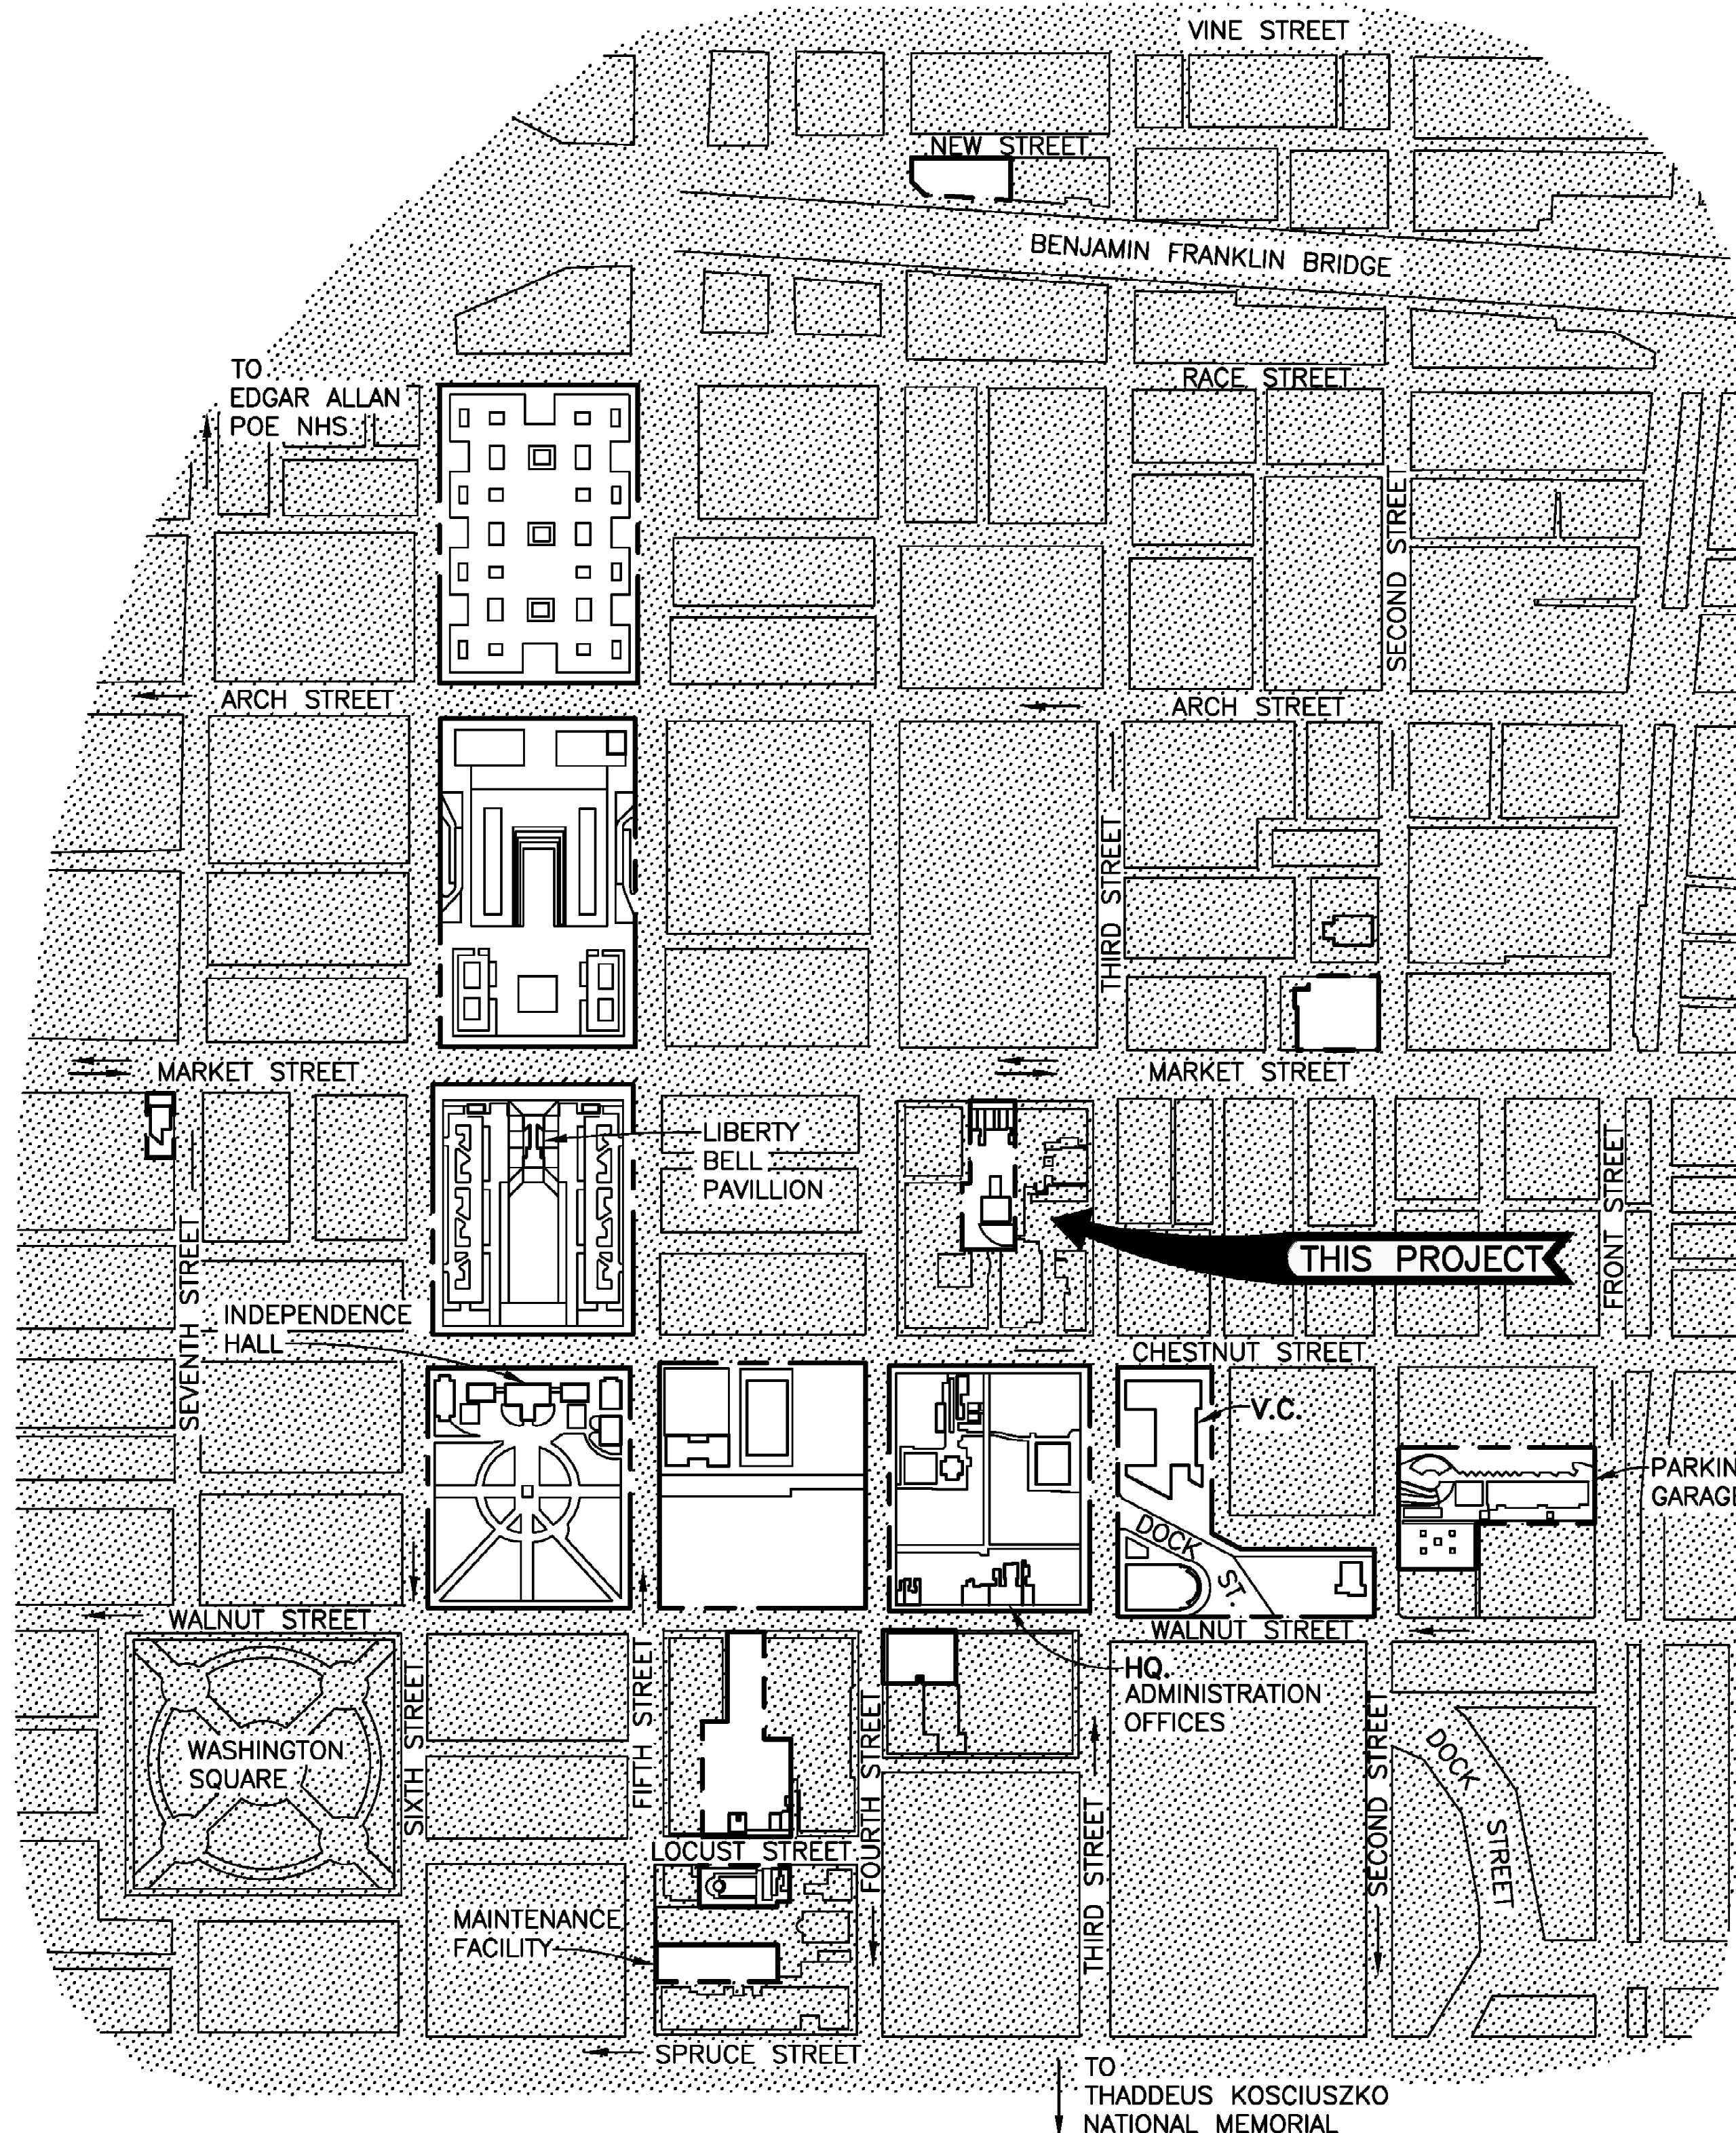 VINE STREET
NEW STREET
BENJAMIN FRANKLIN BRIDGE
TO
EDGAR ALLAN
POE NHS
RACE STREET
SECOND STREET
ARCH STREET
ARCH STREET
THIRD STREET
MARKET STREET
MARKET STREET
LIBERTY
BELL
PAVILLION
THIS PROJECT
FRONT STREET
SEVENTH STREET
INDEPENDENCE
HALL
CHESTNUT STREET
V.C.
PARKIN
GARAGE
DOCK
ST.
WALNUT STREET
WALNUT STREET
HQ.
ADMINISTRATION
OFFICES
WASHINGTON
SQUARE
SIXTH STREET
FIFTH STREET
FOURTH STREET
THIRD STREET
SECOND STREET
DOCK
STREET
LOCUST STREET
MAINTENANCE
FACILITY
SPRUCE STREET
TO
THADDEUS KOSCIUSZKO
NATIONAL MEMORIAL